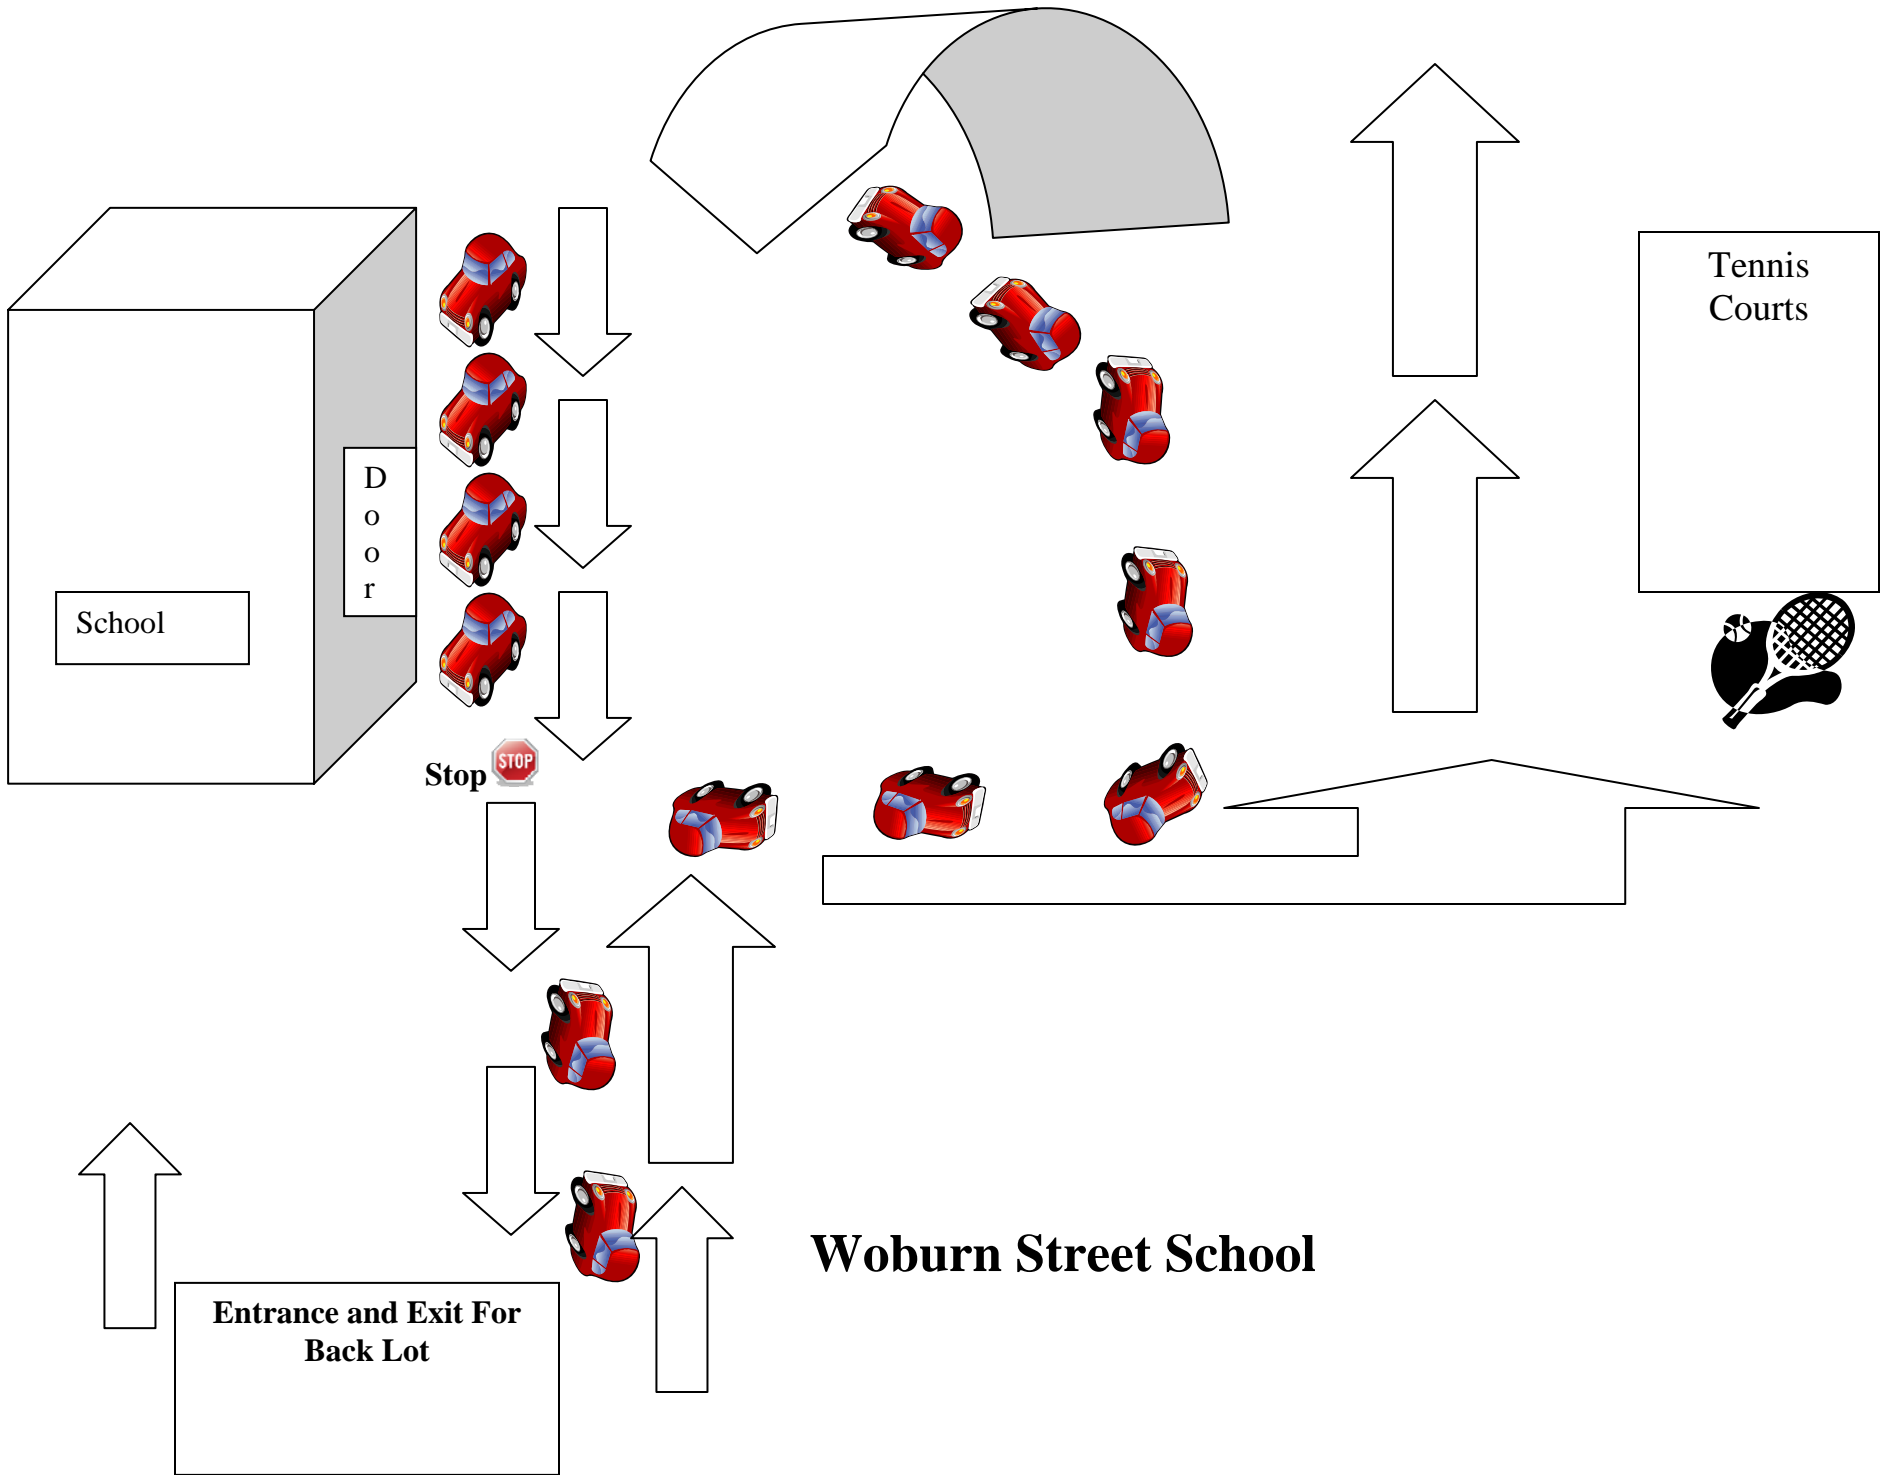 Tennis
Courts
D
o
o
r
School
Stop STOP
Woburn Street School
Entrance and Exit For
Back Lot